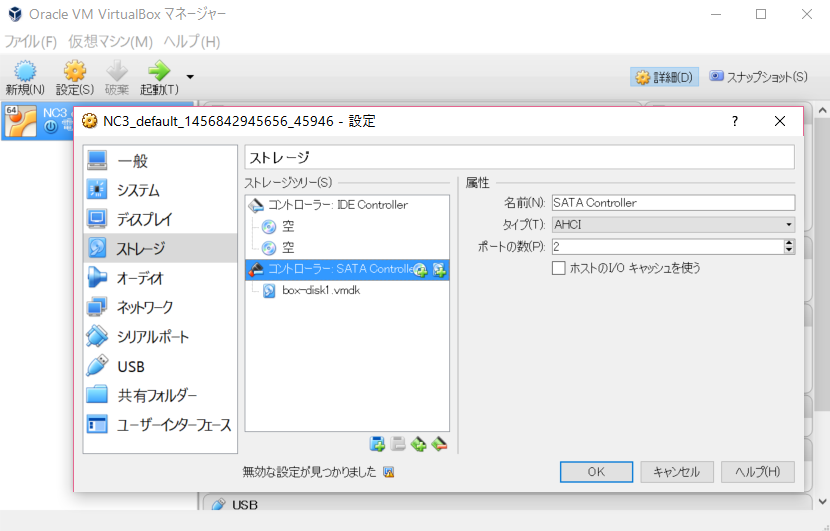 Oracle VM VirtualBox マネージャー
ファイル(F) 仮想マシン(M) ヘルプ(H)
新規(N) 設定(S) 破棄 起動(T) 詳細(D) スナップショット(S)
64 NC3
NC3_default_1456842945656_45946 - 設定 ?
一般
システム
ディスプレイ
ストレージ
オーディオ
ネットワーク
シリアルポート
USB
共有フォルダー
ユーザーインターフェース
ストレージ
ストレージツリー(S)
コントローラー: IDE Controller
空
空
コントローラー: SATA Controlle
box-disk1.vmdk
属性
名前(N): SATA Controller
タイプ(T): AHCI
ポートの数(P): 2
ホストのI/O キャッシュを使う
無効な設定が見つかりました
OK キャンセル ヘルプ(H)
USB